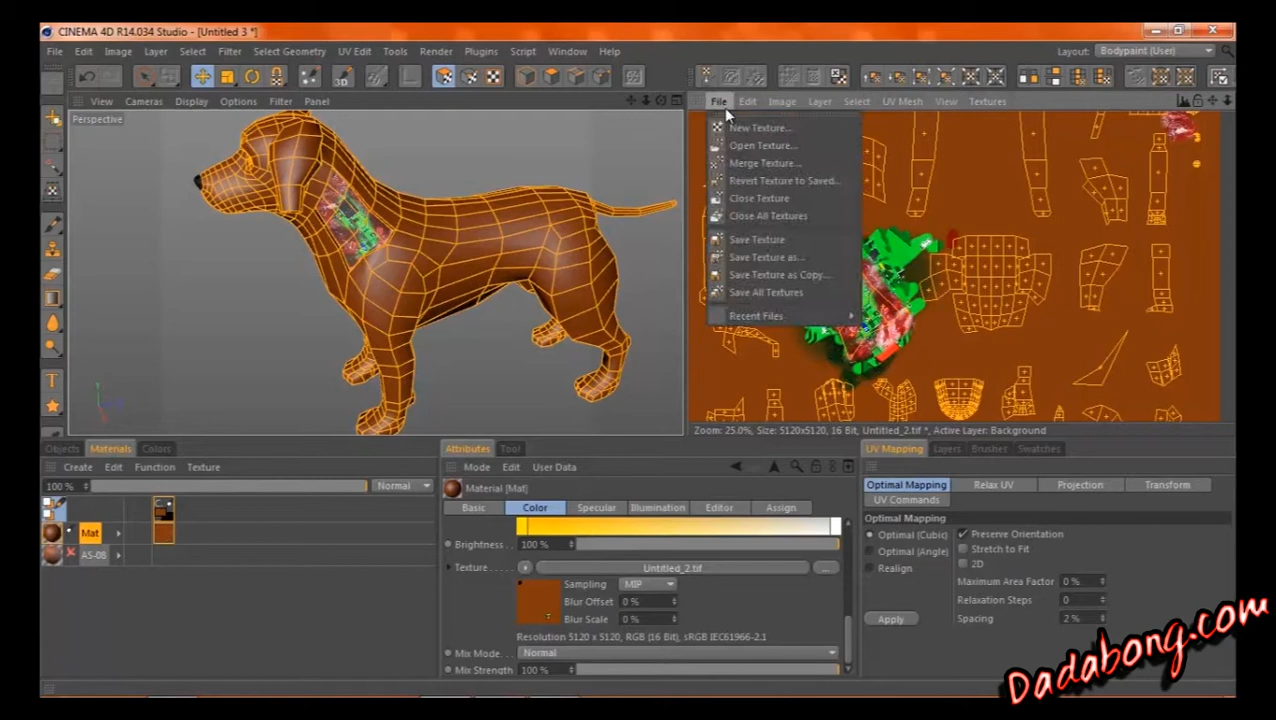 CINEMA 4D R14.034 Studio - [Untitled 3 *]
File Edit Image Layer Select Filter Select Geometry UV Edit Tools Render Plugins Script Window Help Layout: Bodypaint (User)
View Cameras Display Options Filter Panel
File Edit Image Layer Select UV Mesh View Textures
Perspective
New Texture...
Open Texture...
Merge Texture...
Revert Texture to Saved...
Close Texture
Close All Textures
Save Texture
Save Texture as...
Save Texture as Copy...
Save All Textures
Recent Files
Zoom: 25.0%, Size: 5120x5120, 16 Bit, Untitled_2.tif *, Active Layer: Background
Objects Materials Colors
Create Edit Function Texture
100 % Normal
Mat
AS-08
Attributes Tool
Mode Edit User Data
Material [Mat]
Basic Color Specular Illumination Editor Assign
Brightness . . 100 %
Texture . . . . . Untitled_2.tif ...
Sampling MIP
Blur Offset 0 %
Blur Scale 0 %
Resolution 5120 x 5120, RGB (16 Bit), sRGB IEC61966-2.1
Mix Mode. . . Normal
Mix Strength 100 %
UV Mapping Layers Brushes Swatches
Optimal Mapping Relax UV Projection Transform
UV Commands
Optimal Mapping
Optimal (Cubic) Preserve Orientation
Optimal (Angle) Stretch to Fit
Realign 2D
Maximum Area Factor 0 %
Relaxation Steps 0
Apply Spacing 2 %
Dadabong.com